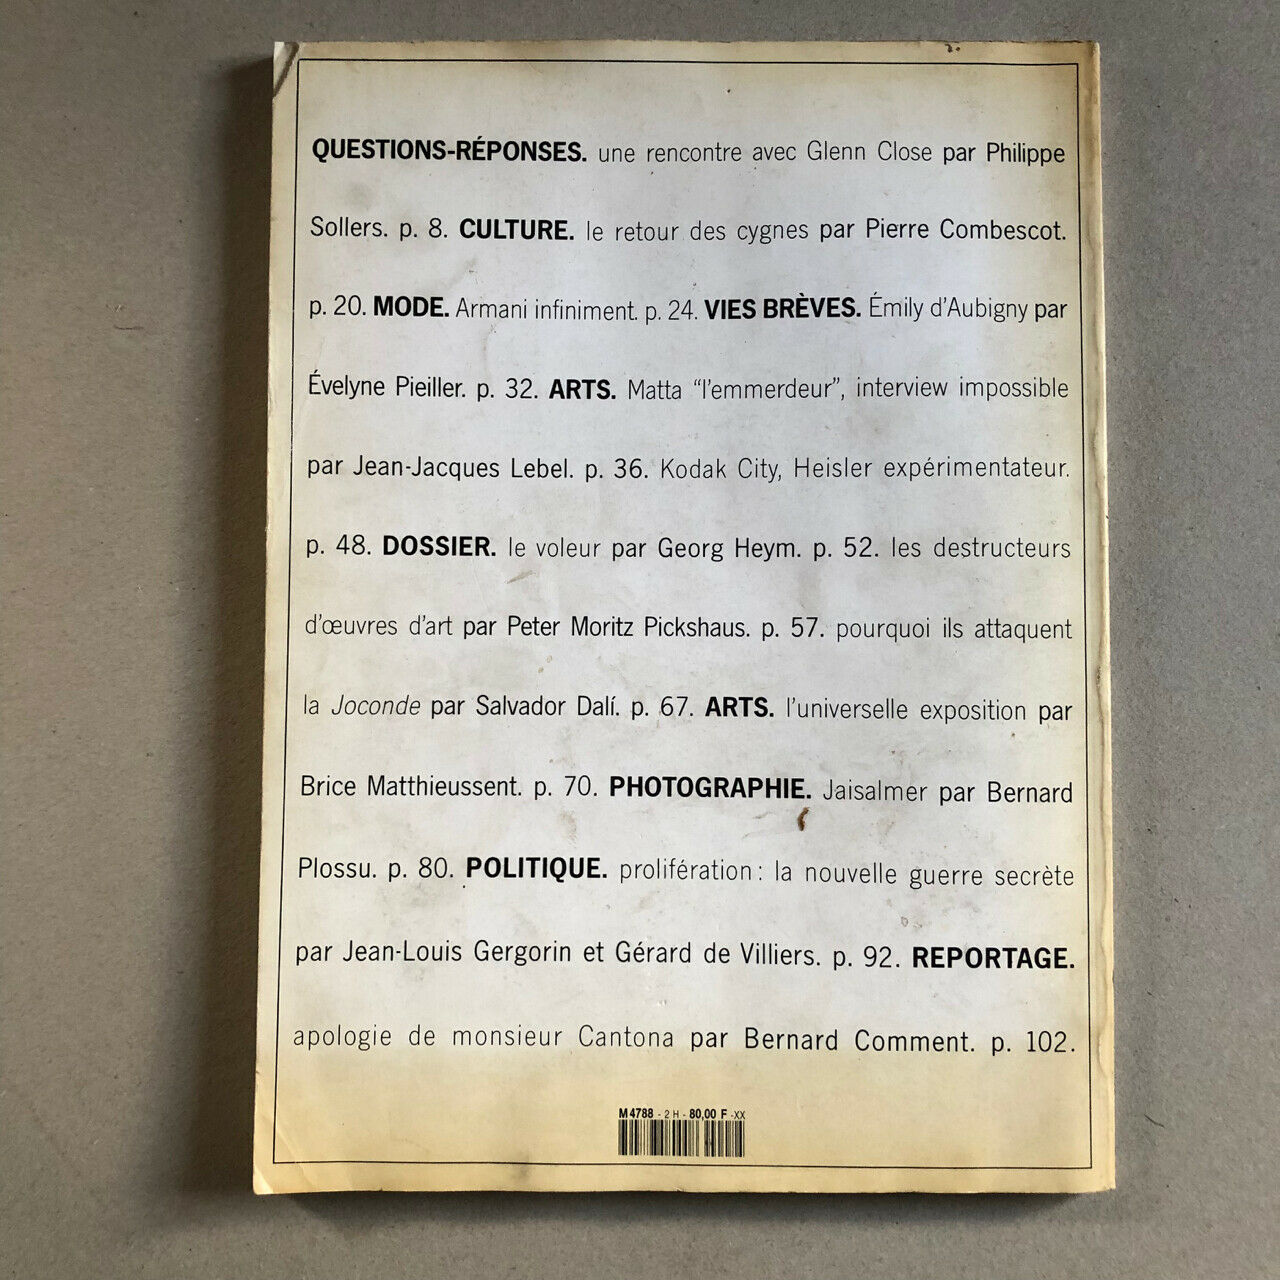 QUESTIONS-RÉPONSES. une rencontre avec Glenn Close par Philippe
Sollers. p. 8. CULTURE. le retour des cygnes par Pierre Combescot.
p. 20. MODE. Armani infiniment. p. 24. VIES BRÈVES. Émily d'Aubigny par
Évelyne Pieiller. p. 32. ARTS. Matta “l'emmerdeur”, interview impossible
par Jean-Jacques Lebel. p. 36. Kodak City, Heisler expérimentateur.
p. 48. DOSSIER. le voleur par Georg Heym. p. 52. les destructeurs
d'œuvres d'art par Peter Moritz Pickshaus. p. 57. pourquoi ils attaquent
la Joconde par Salvador Dalí. p. 67. ARTS. l'universelle exposition par
Brice Matthieussent. p. 70. PHOTOGRAPHIE. Jaisalmer par Bernard
Plossu. p. 80. POLITIQUE. prolifération : la nouvelle guerre secrète
par Jean-Louis Gergorin et Gérard de Villiers. p. 92. REPORTAGE.
apologie de monsieur Cantona par Bernard Comment. p. 102.
M 4788 - 2 H - 80,00 F -XX